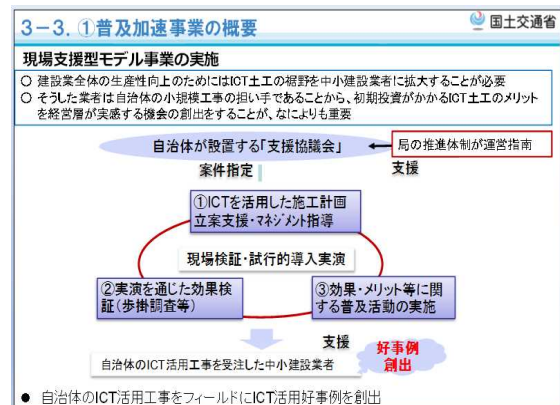 3-3. ①普及加速事業の概要
国土交通省
現場支援型モデル事業の実施
○ 建設業全体の生産性向上のためにはICT土工の裾野を中小建設業者に拡大することが必要
○ そうした業者は自治体の小規模工事の担い手であることから、初期投資がかかるICT土工のメリット
を経営層が実感する機会の創出をすることが、なによりも重要
自治体が設置する「支援協議会」
局の推進体制が運営指南
案件指定
支援
①ICTを活用した施工計画
立案支援・マネジメント指導
現場検証・試行的導入実演
②実演を通じた効果検
証(歩掛調査等)
③効果・メリット等に関
する普及活動の実施
支援
好事例
創出
自治体のICT活用工事を受注した中小建設業者
● 自治体のICT活用工事をフィールドにICT活用好事例を創出